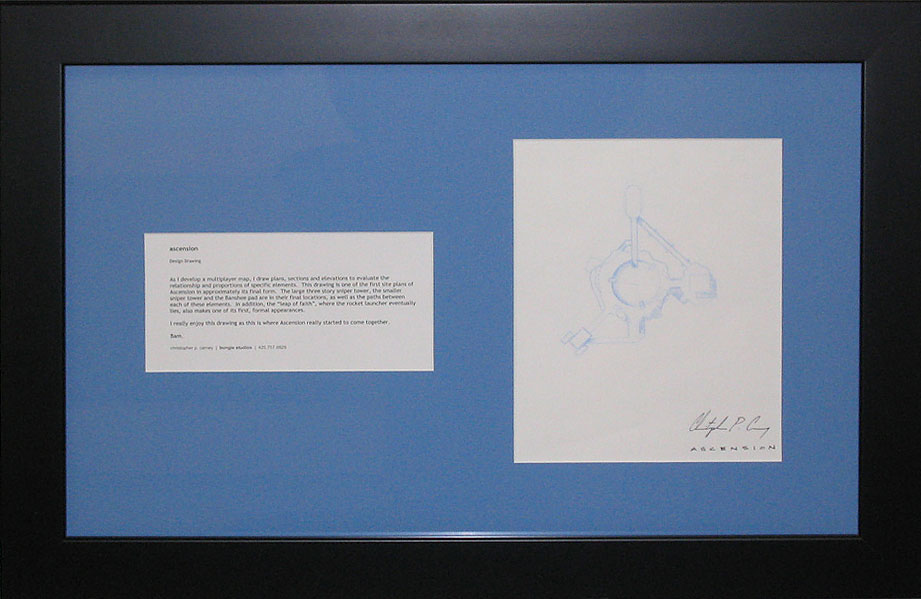 ascension
Design Drawing
As I develop a multiplayer map, I draw plans, sections and elevations to evaluate the
relationship and proportions of specific elements. This drawing is one of the first site plans of
Ascension in approximately its final form. The large three story sniper tower, the smaller
sniper tower and the Banshee pad are in their final locations, as well as the paths between
each of these elements. In addition, the "leap of faith", where the rocket launcher eventually
lies, also makes one of its first, formal appearances.
I really enjoy this drawing as this is where Ascension really started to come together.
Bam.
christopher p. carney | bungie studios |
Christopher P. Carney
ASCENSION